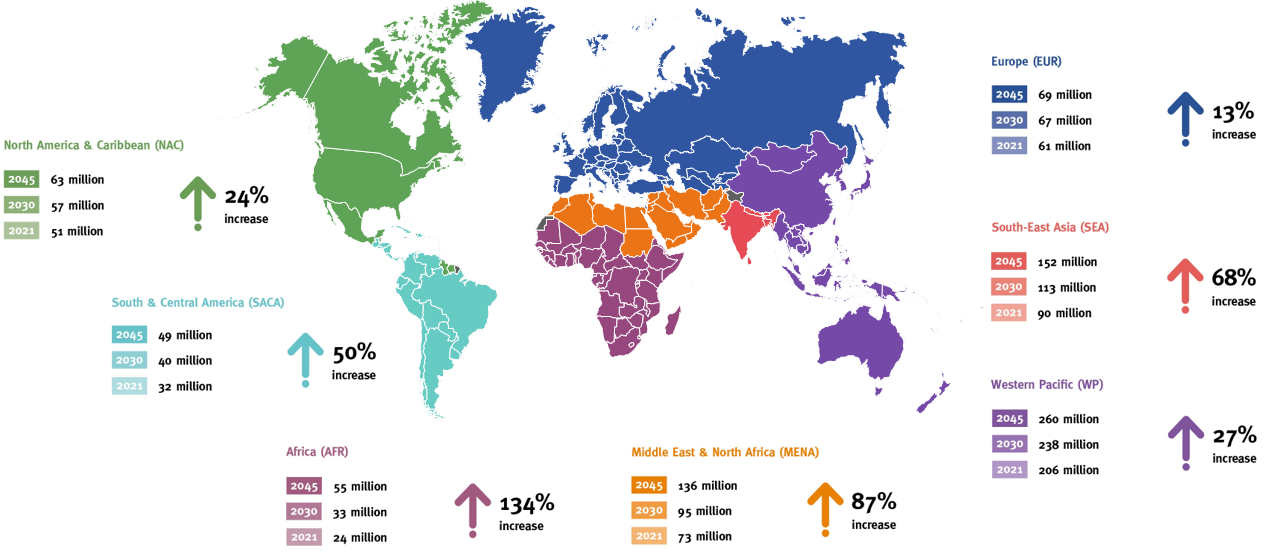 North America & Caribbean (NAC)
2045 63 million
2030 57 million
2021 51 million
24%
increase
South & Central America (SACA)
2045 49 million
2030 40 million
2021 32 million
50%
increase
Africa (AFR)
2045 55 million
2030 33 million
2021 24 million
134%
increase
Middle East & North Africa (MENA)
2045 136 million
2030 95 million
2021 73 million
87%
increase
Europe (EUR)
2045 69 million
2030 67 million
2021 61 million
13%
increase
South-East Asia (SEA)
2045 152 million
2030 113 million
2021 90 million
68%
increase
Western Pacific (WP)
2045 260 million
2030 238 million
2021 206 million
27%
increase